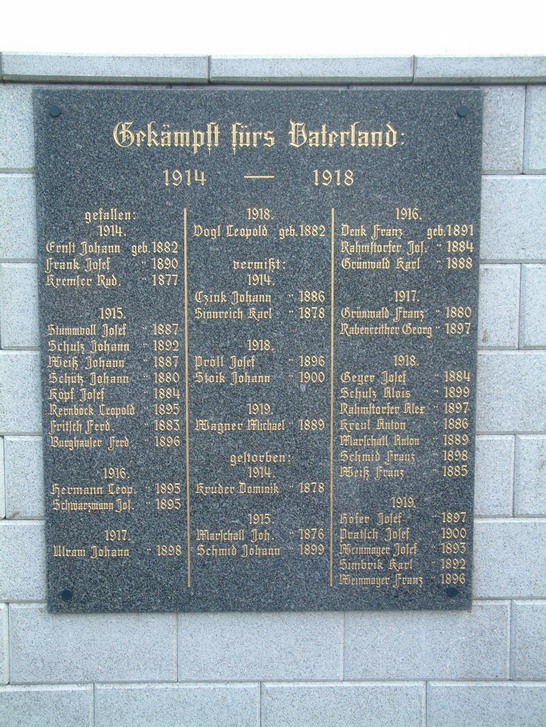 Gekämpft fürs Vaterland:
1914 — 1918
gefallen:
1914.
Ernst Johann geb. 1882
Frank Josef " 1890
Kremser Rud. " 1877
1915.
Stummvoll Josef " 1887
Schulz Johann " 1892
Weiß Johann " 1887
Schütz Johann " 1880
Köpf Josef " 1884
Kernböck Leopold " 1895
Fritsch Ferd. " 1883
Burghauser Ferd. " 1896
1916.
Hermann Leop. " 1895
Schwarzmann Jos. " 1895
1917.
Ulram Johann " 1898
1918.
Vogl Leopold geb. 1882
vermißt:
1914.
Czink Johann " 1886
Sinnreich Karl " 1878
1918.
Pröll Josef " 1896
Stoik Johann " 1900
1919.
Wagner Michael " 1889
gestorben:
1914.
Kruder Dominik " 1878
1915.
Marschall Joh. " 1876
Schmid Johann " 1899
1916.
Denk Franz geb. 1891
Rahmstorfer Jos. " 1884
Grünwald Karl " 1888
1917.
Grünwald Franz " 1880
Rabenreither Georg " 1897
1918.
Geyer Josef " 1884
Schulz Alois " 1899
Rahmstorfer Alex " 1897
Kreul Anton " 1886
Marschall Anton " 1889
Schmid Franz " 1898
Weiß Franz " 1885
1919.
Hofer Josef " 1897
Pratsch Josef " 1900
Weinmayer Josef " 1893
Simbrik Karl " 1892
Weinmayer Franz " 1896